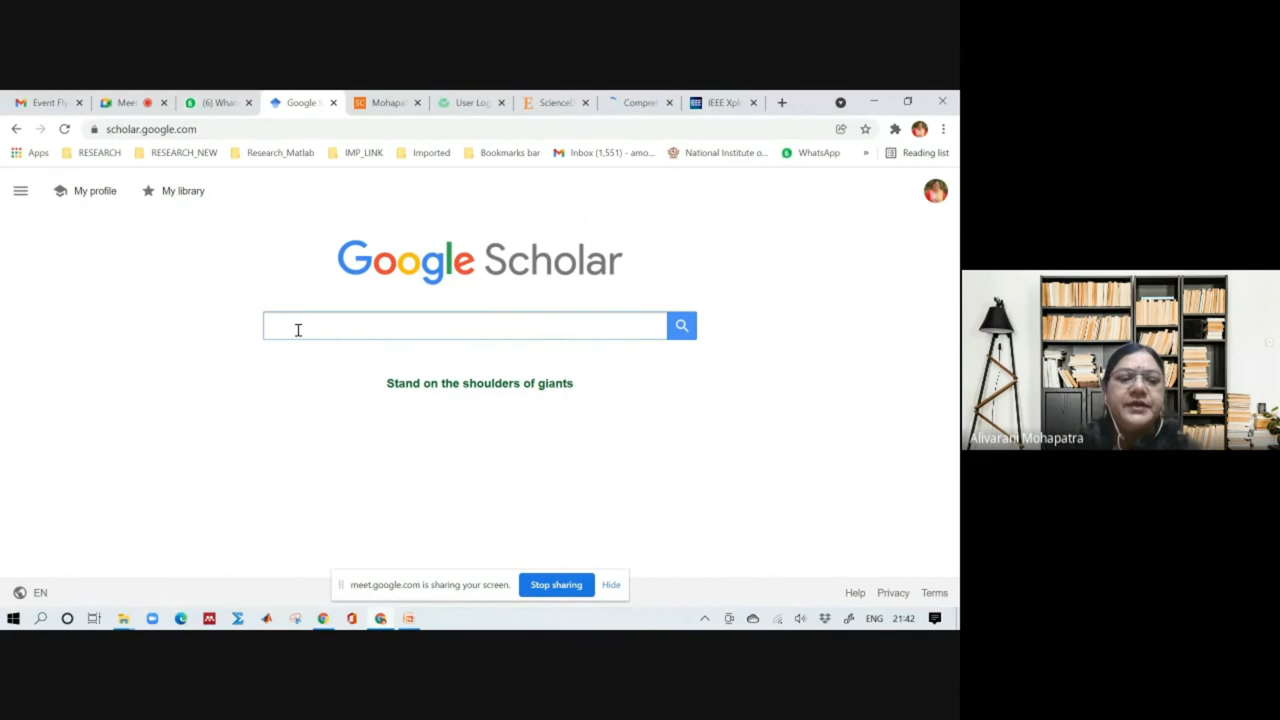 Event Fly
Meet
(6) What
Google S
Mohapat
User Log
ScienceD
Compreh
IEEE Xplo
scholar.google.com
Apps
RESEARCH
RESEARCH_NEW
Research_Matlab
IMP_LINK
Imported
Bookmarks bar
Inbox (1,551) - amo...
National Institute o...
WhatsApp
»
Reading list
My profile
My library
Google Scholar
Stand on the shoulders of giants
Alivarani Mohapatra
meet.google.com is sharing your screen.
Stop sharing
Hide
EN
Help
Privacy
Terms
ENG
21:42